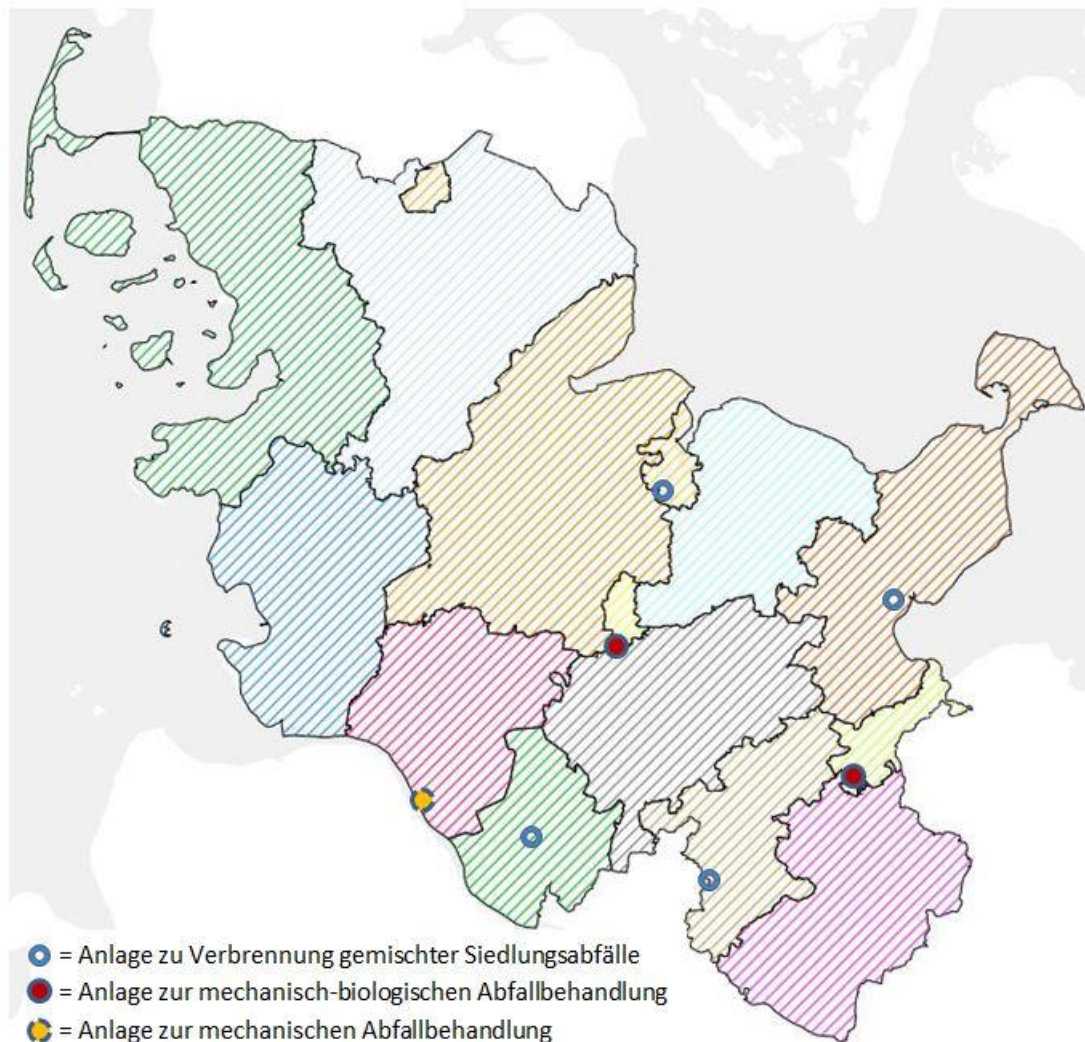 = Anlage zu Verbrennung gemischter Siedlungsabfälle
= Anlage zur mechanisch-biologischen Abfallbehandlung
= Anlage zur mechanischen Abfallbehandlung